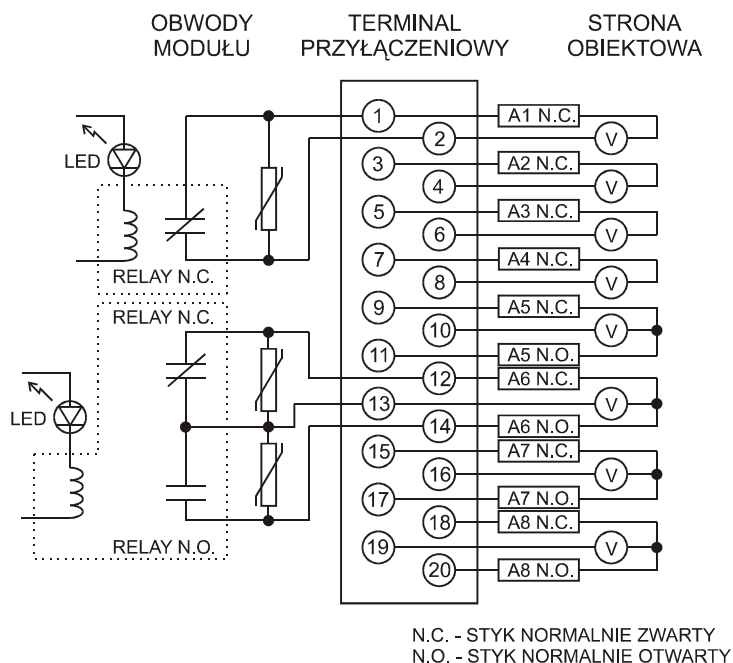 OBWODY
MODUŁU
TERMINAL
PRZYŁĄCZENIOWY
STRONA
OBIEKTOWA
LED
RELAY N.C.
RELAY N.C.
LED
RELAY N.O.
1
2
3
4
5
6
7
8
9
10
11
12
13
14
15
16
17
18
19
20
A1 N.C.
V
A2 N.C.
V
A3 N.C.
V
A4 N.C.
V
A5 N.C.
V
A5 N.O.
A6 N.C.
V
A6 N.O.
A7 N.C.
V
A7 N.O.
A8 N.C.
V
A8 N.O.
N.C. - STYK NORMALNIE ZWARTY
N.O. - STYK NORMALNIE OTWARTY